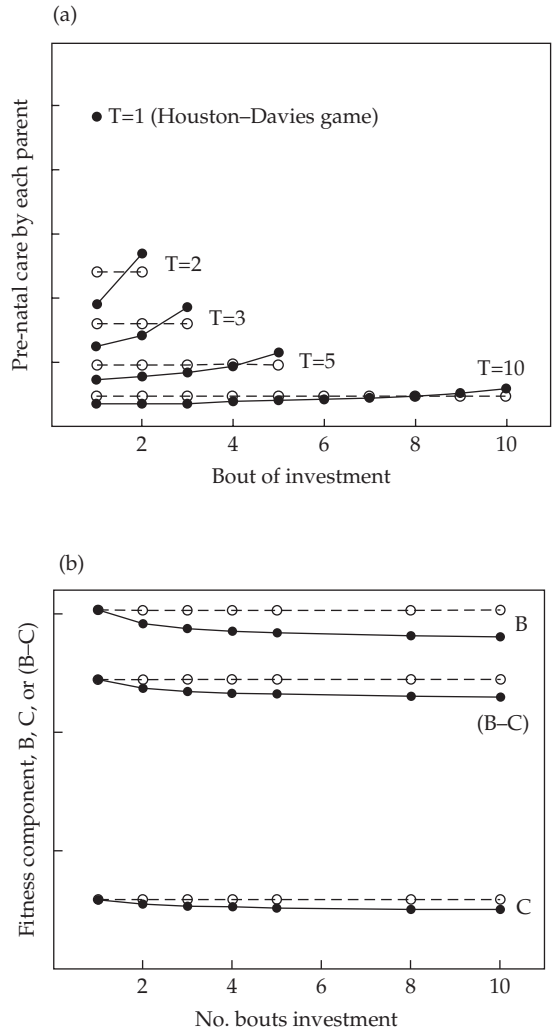 (a)
Pre-natal care by each parent
T=1 (Houston–Davies game)
T=2
T=3
T=5
T=10
2 4 6 8 10
Bout of investment
(b)
Fitness component, B, C, or (B–C)
B
(B–C)
C
2 4 6 8 10
No. bouts investment